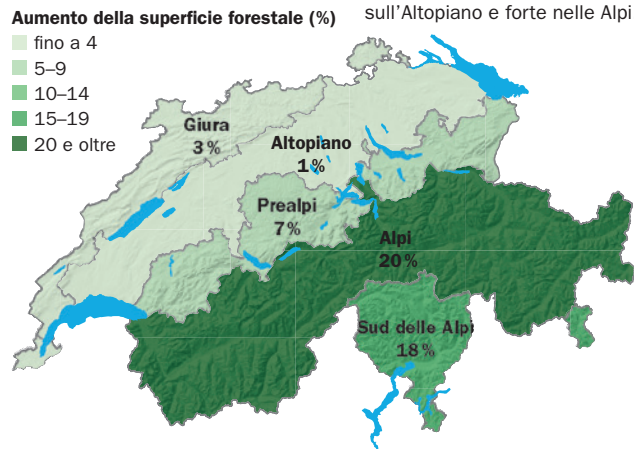 sull'Altopiano e forte nelle Alpi
Aumento della superficie forestale (%)
fino a 4
5–9
10–14
15–19
20 e oltre
Giura
3 %
Altopiano
1 %
Prealpi
7 %
Alpi
20 %
Sud delle Alpi
18 %